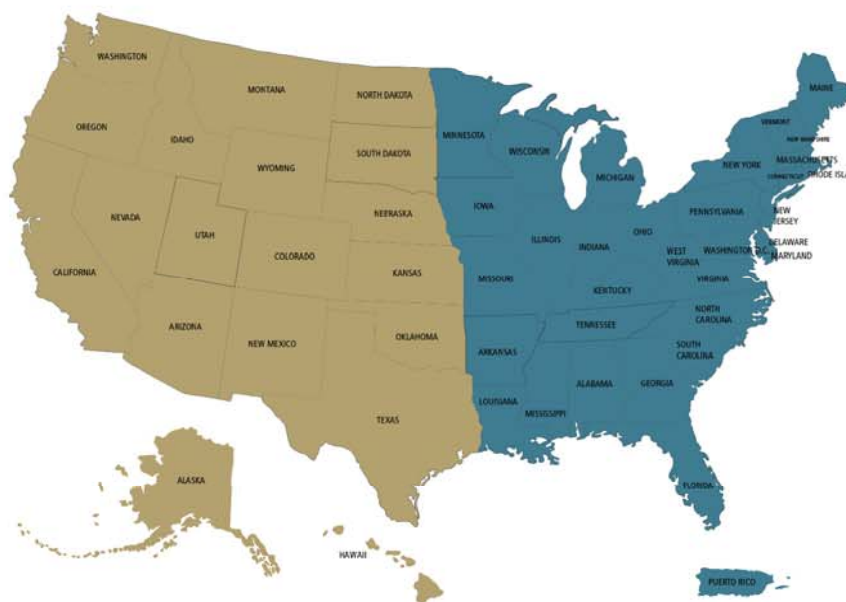 WASHINGTON
MONTANA
NORTH DAKOTA
MAINE
OREGON
IDAHO
MINNESOTA
VERMONT
NEW HAMPSHIRE
WYOMING
SOUTH DAKOTA
WISCONSIN
MICHIGAN
NEW YORK
MASSACHUSETTS
CONNECTICUT
RHODE ISLA
NEVADA
UTAH
NEBRASKA
IOWA
PENNSYLVANIA
NEW
JERSEY
COLORADO
ILLINOIS
INDIANA
OHIO
WEST
VIRGINIA
WASHINGTON D.C.
DELAWARE
MARYLAND
CALIFORNIA
KANSAS
MISSOURI
KENTUCKY
VIRGINIA
ARIZONA
NEW MEXICO
OKLAHOMA
ARKANSAS
TENNESSEE
NORTH
CAROLINA
SOUTH
CAROLINA
TEXAS
LOUISIANA
MISSISSIPPI
ALABAMA
GEORGIA
FLORIDA
ALASKA
HAWAII
PUERTO RICO